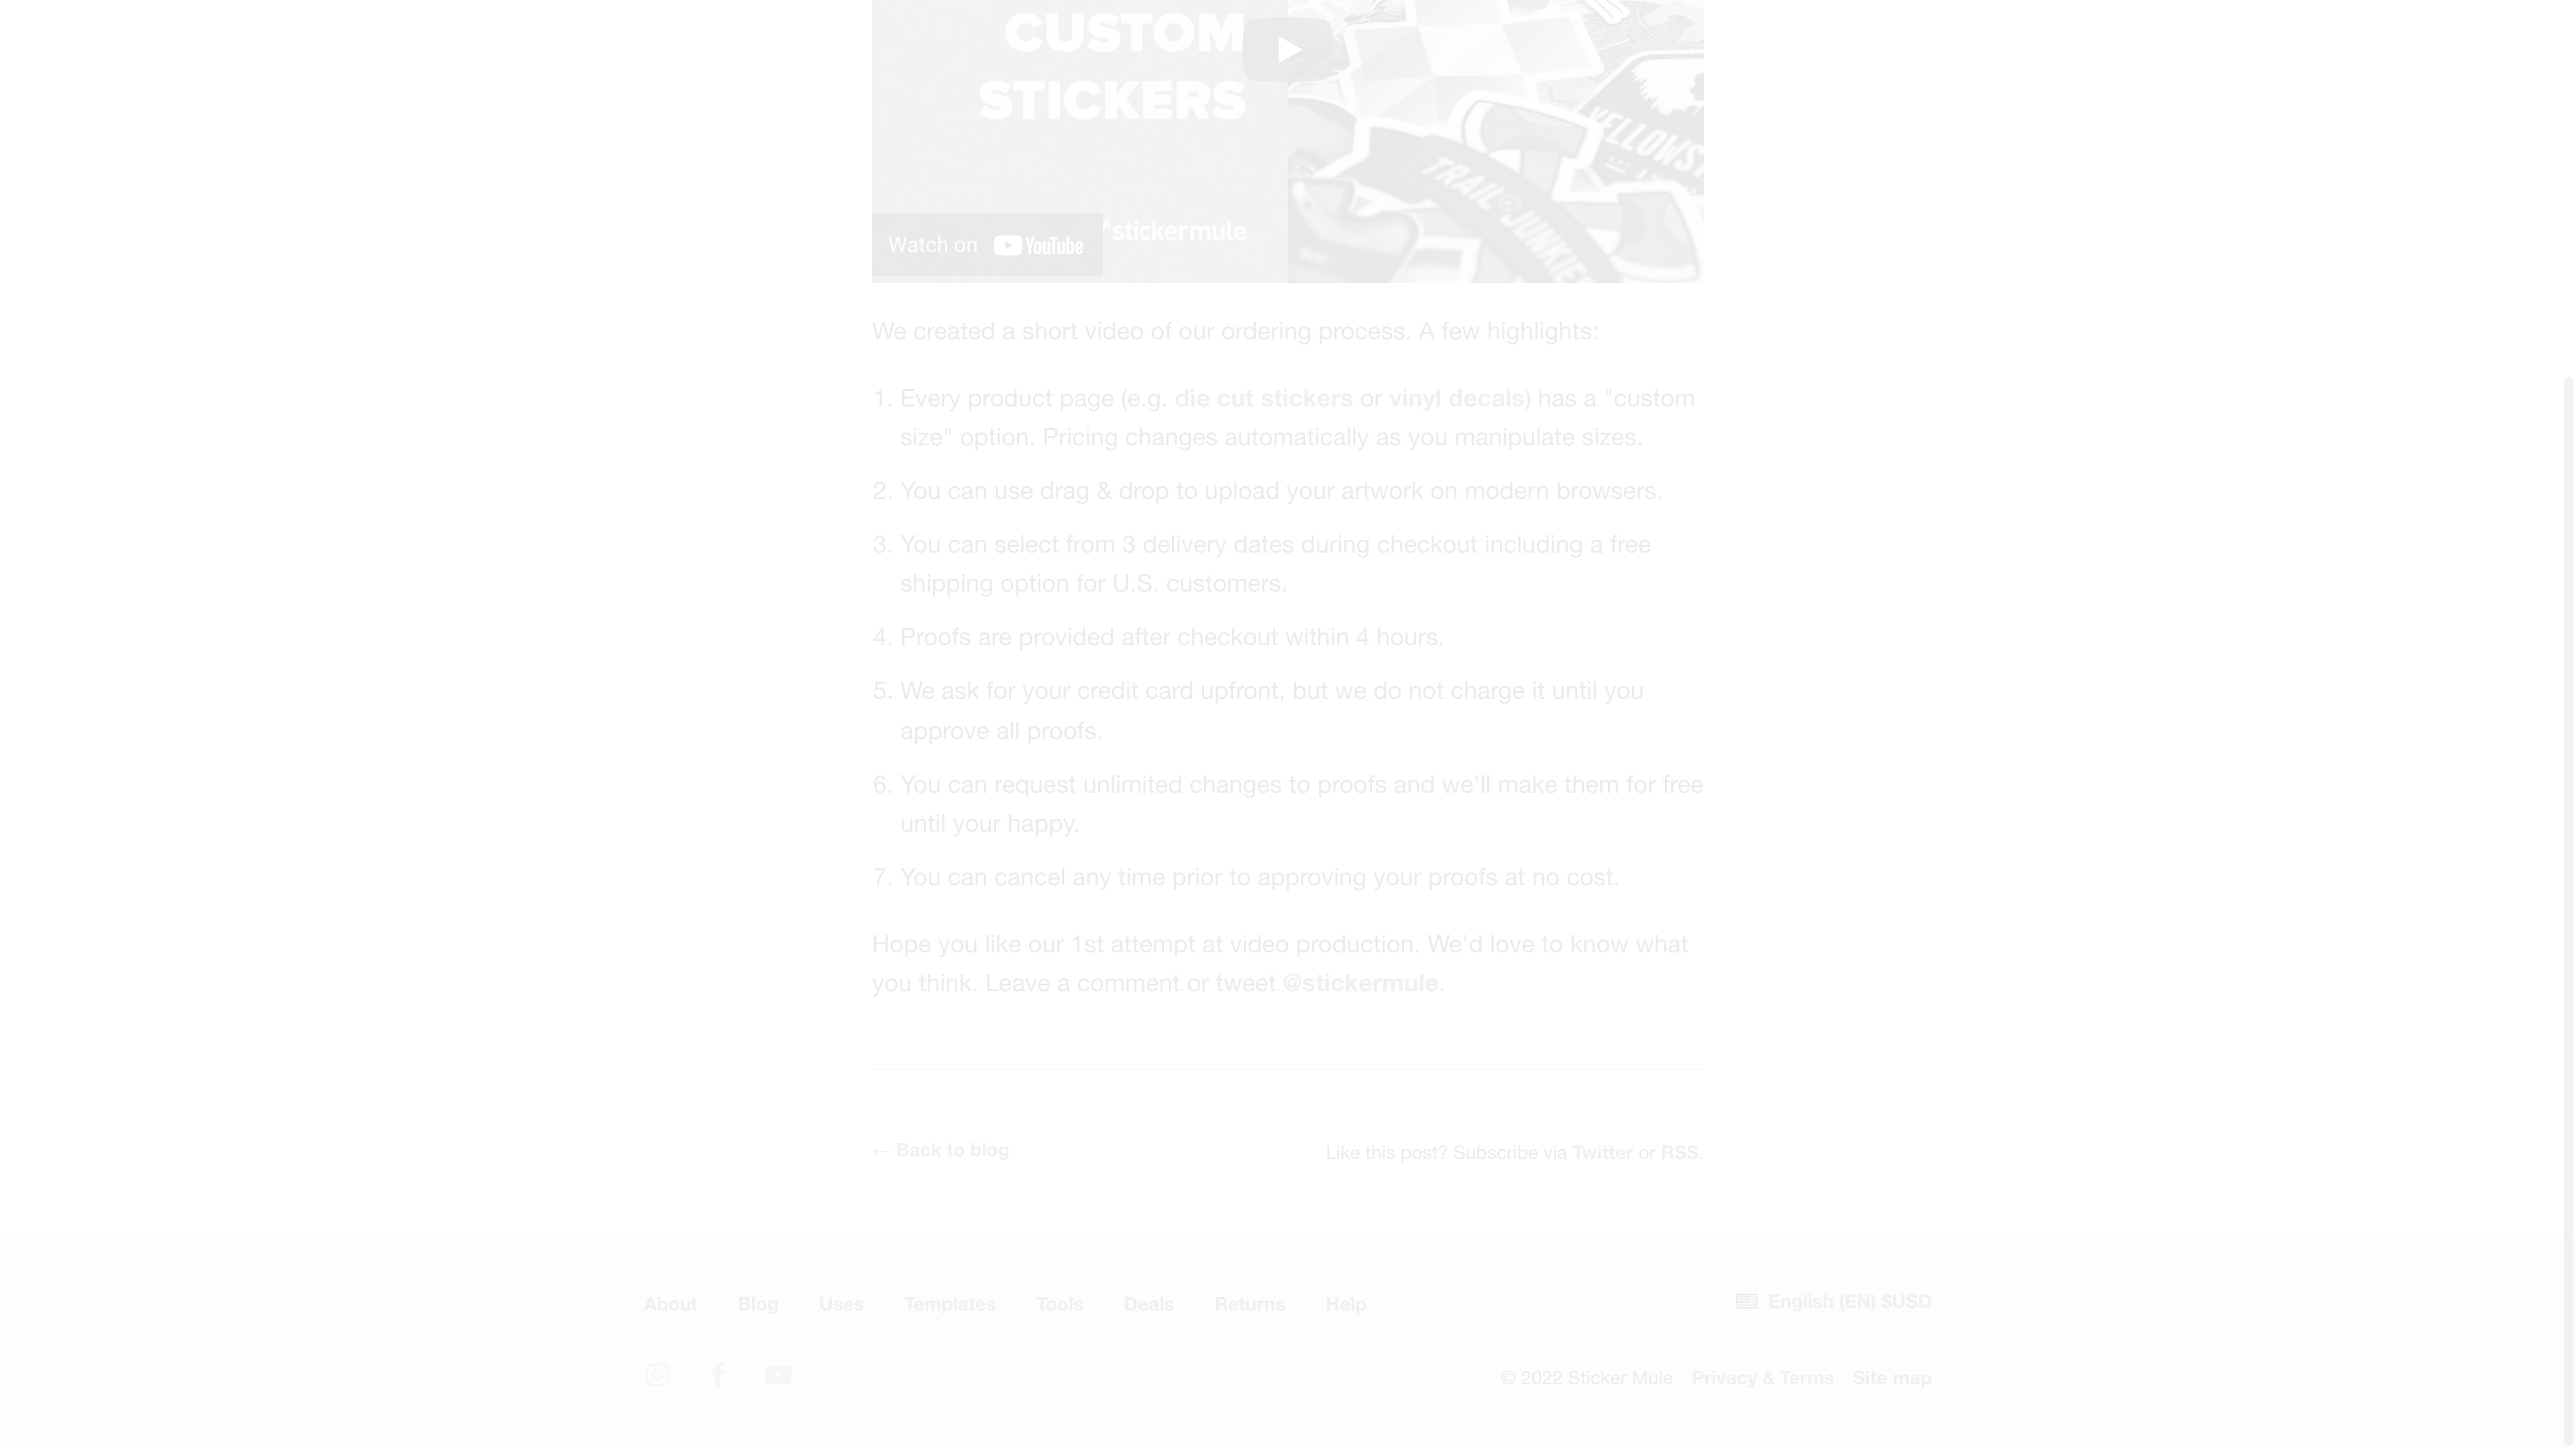 CUSTOM
STICKERS
YELLOWST
TRAIL JUNKIE
stickermule
Watch on YouTube
We created a short video of our ordering process. A few highlights:
1. Every product page (e.g. die cut stickers or vinyl decals) has a "custom
size" option. Pricing changes automatically as you manipulate sizes.
2. You can use drag & drop to upload your artwork on modern browsers.
3. You can select from 3 delivery dates during checkout including a free
shipping option for U.S. customers.
4. Proofs are provided after checkout within 4 hours.
5. We ask for your credit card upfront, but we do not charge it until you
approve all proofs.
6. You can request unlimited changes to proofs and we'll make them for free
until your happy.
7. You can cancel any time prior to approving your proofs at no cost.
Hope you like our 1st attempt at video production. We'd love to know what
you think. Leave a comment or tweet @stickermule.
← Back to blog
Like this post? Subscribe via Twitter or RSS.
About Blog Uses Templates Tools Deals Returns Help
English (EN) $USD
© 2022 Sticker Mule Privacy & Terms Site map